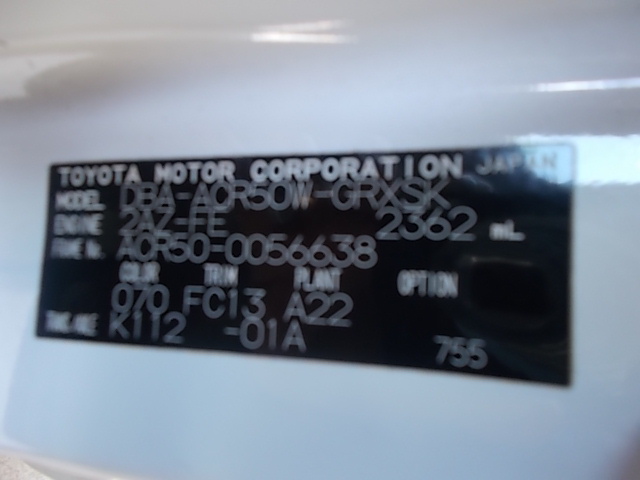 TOYOTA MOTOR CORPORATION JAPAN
MODEL DBA-ACR50W-GRXSK
ENGINE 2AZ-FE 2362 mL
FRAME No. ACR50-0056638
COLOR TRIM PLANT OPTION
070 FC13 A22
TRANS./AXLE K112 -01A
755